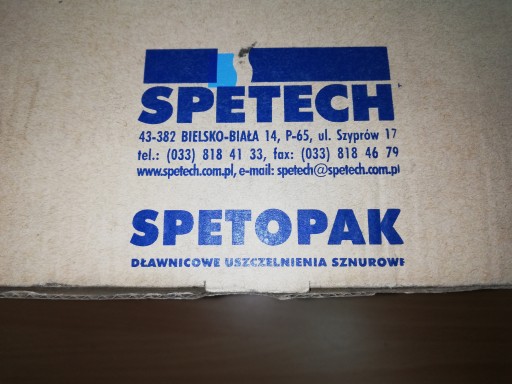 SPETECH
43-382 BIELSKO-BIAŁA 14, P-65, ul. Szyprów 17
tel.: (033) 818 41 33, fax: (033) 818 46 79
www.spetech.com.pl, e-mail: spetech@spetech.com.pl
SPETOPAK
DŁAWNICOWE USZCZELNIENIA SZNUROWE